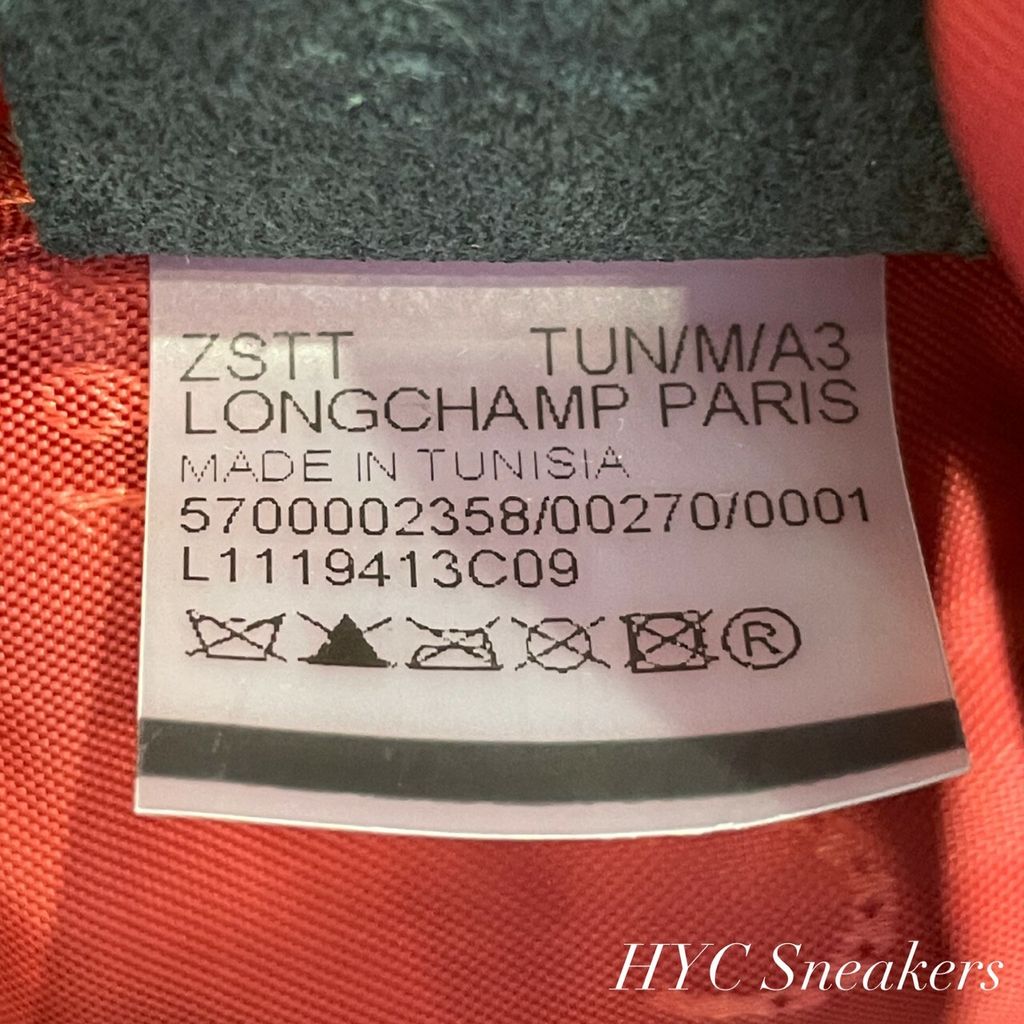 ZSTT TUN/M/A3
LONGCHAMP PARIS
MADE IN TUNISIA
5700002358/00270/0001
L1119413C09
®
HYC Sneakers